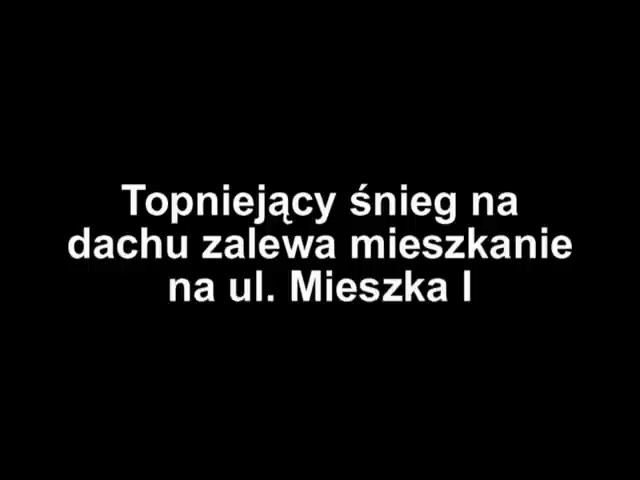 Topniejący śnieg na
dachu zalewa mieszkanie
na ul. Mieszka I